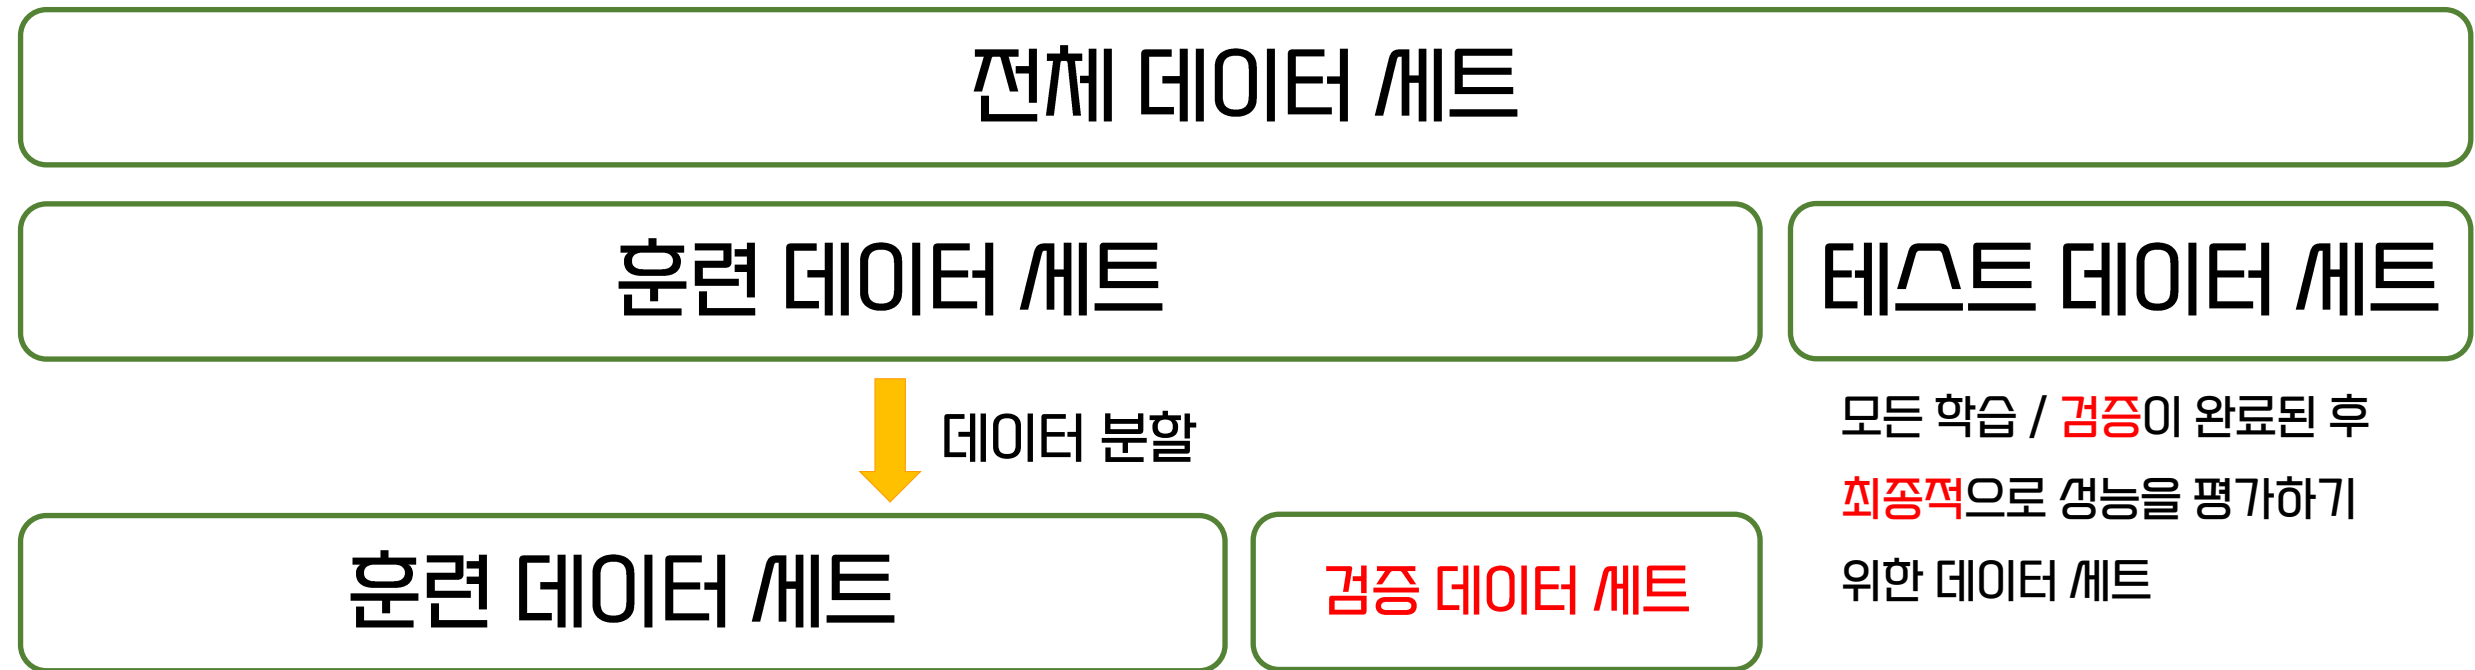 전체 데이터 세트
훈련 데이터 세트
테스트 데이터 세트
데이터 분할
모든 학습 / 검증이 완료된 후
최종적으로 성능을 평가하기
위한 데이터 세트
훈련 데이터 세트
검증 데이터 세트